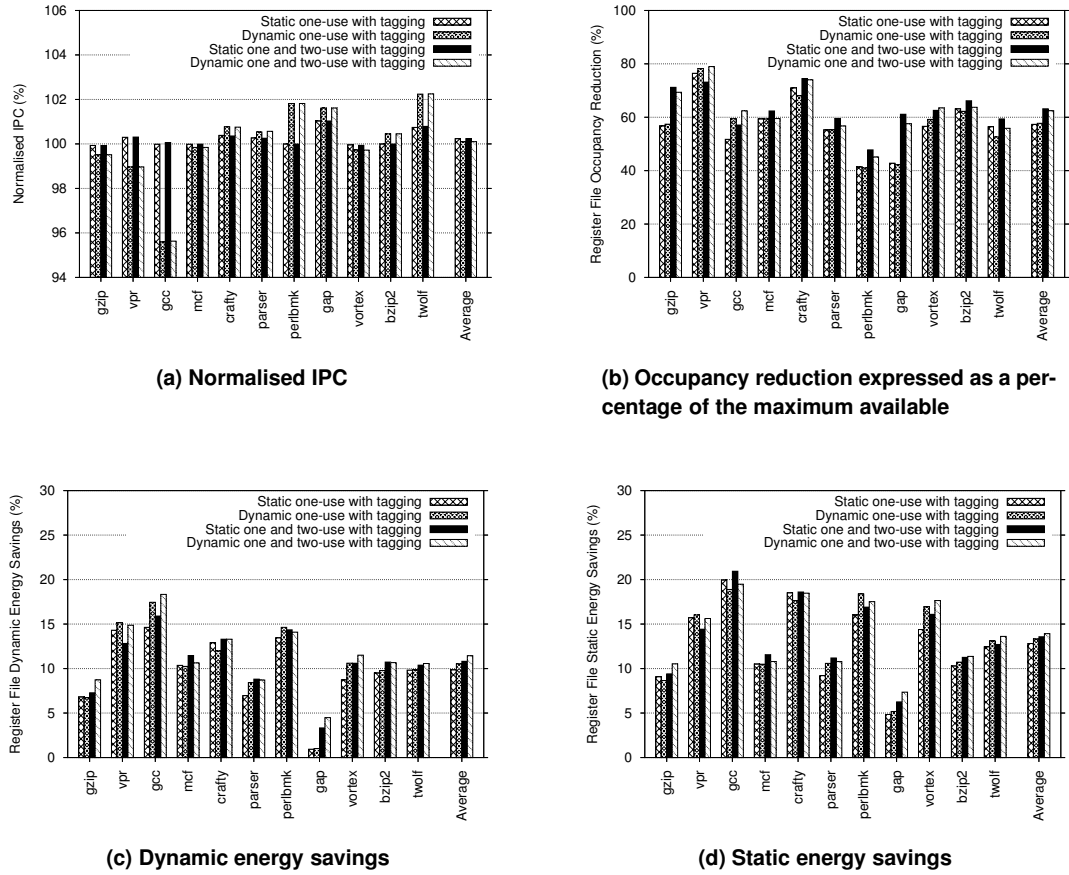 106
104
102
100
98
96
94
Normalised IPC (%)
Static one-use with tagging
Dynamic one-use with tagging
Static one and two-use with tagging
Dynamic one and two-use with tagging
gzip
vpr
gcc
mcf
crafty
parser
perlbmk
gap
vortex
bzip2
twolf
Average
(a) Normalised IPC
100
80
60
40
20
0
Register File Occupancy Reduction (%)
Static one-use with tagging
Dynamic one-use with tagging
Static one and two-use with tagging
Dynamic one and two-use with tagging
gzip
vpr
gcc
mcf
crafty
parser
perlbmk
gap
vortex
bzip2
twolf
Average
(b) Occupancy reduction expressed as a per-
centage of the maximum available
30
25
20
15
10
5
0
Register File Dynamic Energy Savings (%)
Static one-use with tagging
Dynamic one-use with tagging
Static one and two-use with tagging
Dynamic one and two-use with tagging
gzip
vpr
gcc
mcf
crafty
parser
perlbmk
gap
vortex
bzip2
twolf
Average
(c) Dynamic energy savings
30
25
20
15
10
5
0
Register File Static Energy Savings (%)
Static one-use with tagging
Dynamic one-use with tagging
Static one and two-use with tagging
Dynamic one and two-use with tagging
gzip
vpr
gcc
mcf
crafty
parser
perlbmk
gap
vortex
bzip2
twolf
Average
(d) Static energy savings